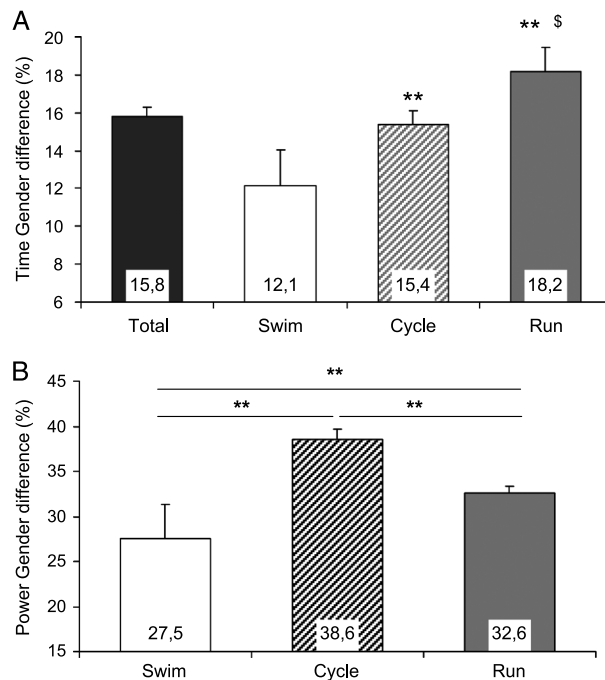 A
** $
20
18
**
16
14
12
10
8
6
Time Gender difference (%)
15,8
12,1
15,4
18,2
Total
Swim
Cycle
Run
B
45
**
40
**
**
35
30
25
20
15
Power Gender difference (%)
27,5
38,6
32,6
Swim
Cycle
Run